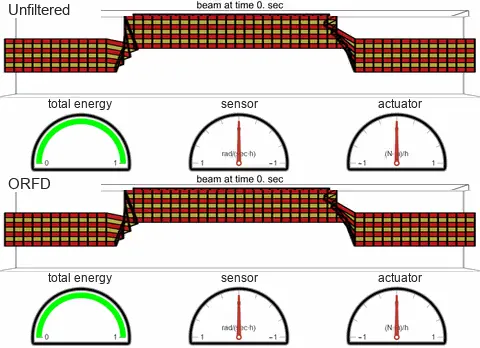 Unfiltered
beam at time 0. sec
total energy sensor actuator
0 1
1 rad/(sec·h) -1
-1 (N·m)/h 1
ORFD
beam at time 0. sec
total energy sensor actuator
0 1
1 rad/(sec·h) -1
-1 (N·m)/h 1